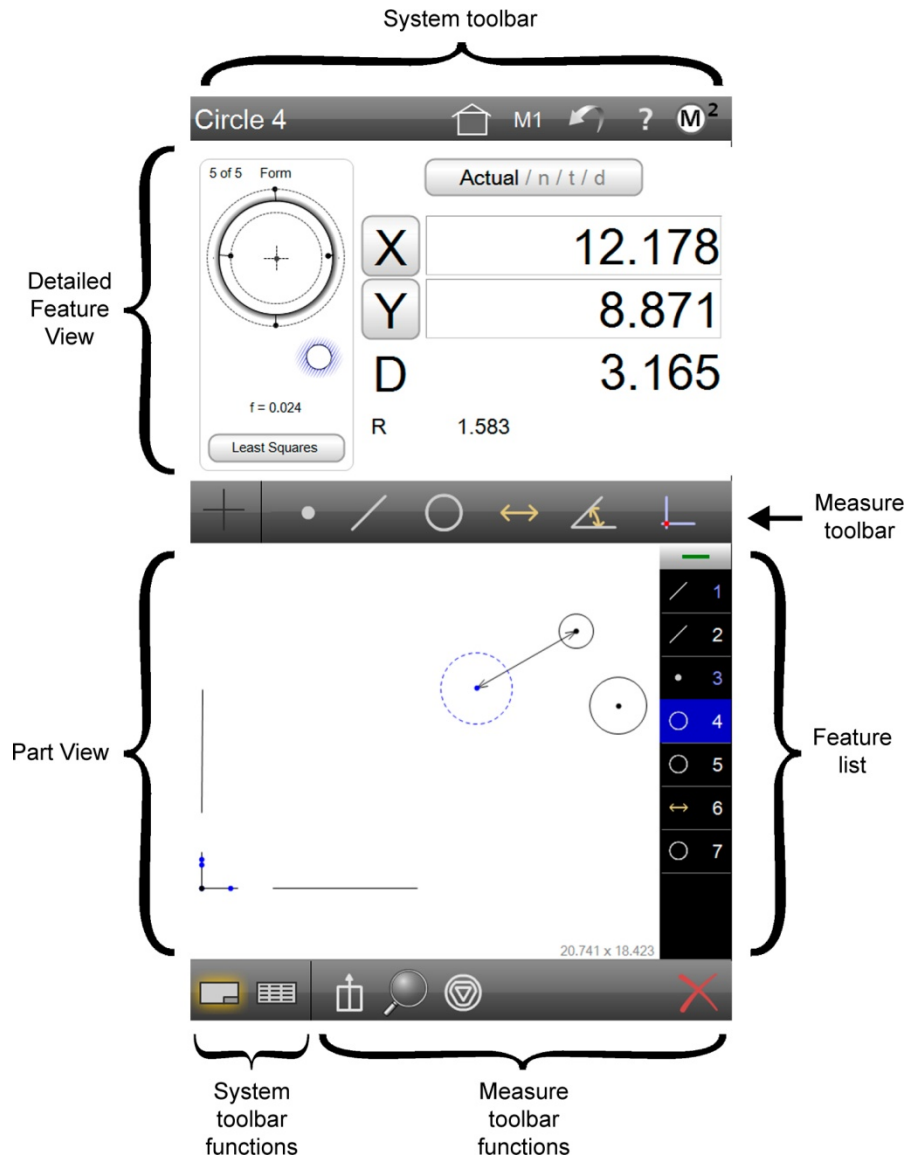 System toolbar
Circle 4
M1
?
M2
5 of 5 Form
Actual / n / t / d
X 12.178
Y 8.871
D 3.165
R 1.583
f = 0.024
Least Squares
Detailed
Feature
View
Measure
toolbar
1
2
3
4
5
6
7
Part View
Feature
list
20.741 x 18.423
System
toolbar
functions
Measure
toolbar
functions